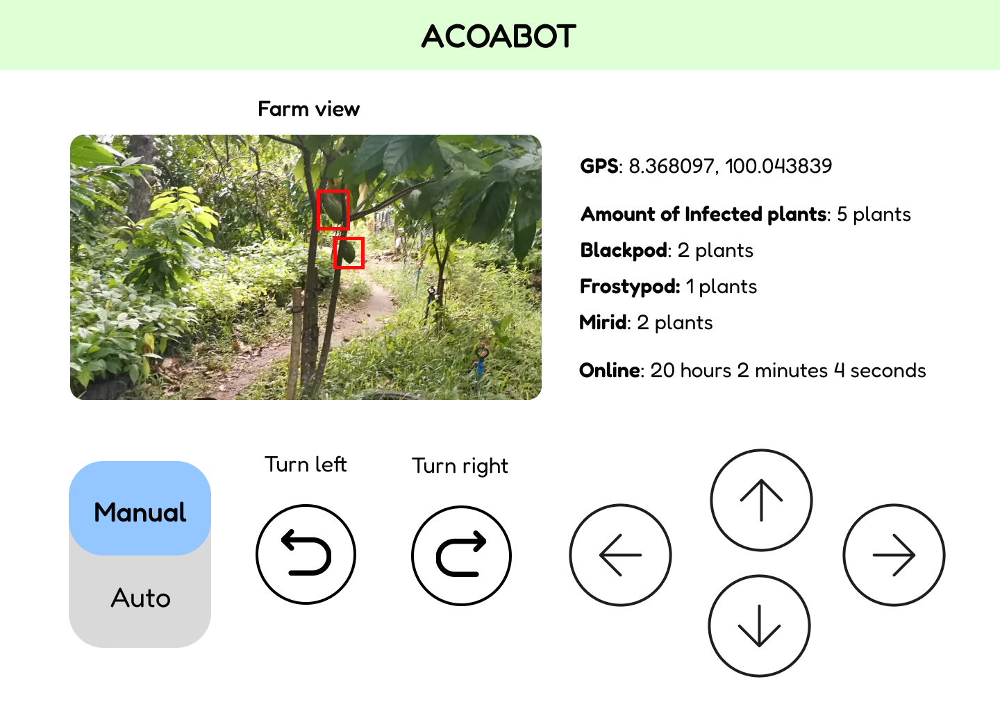 ACOABOT
Farm view
GPS: 8.368097, 100.043839
Amount of Infected plants: 5 plants
Blackpod: 2 plants
Frostypod: 1 plants
Mirid: 2 plants
Online: 20 hours 2 minutes 4 seconds
Manual
Auto
Turn left
Turn right